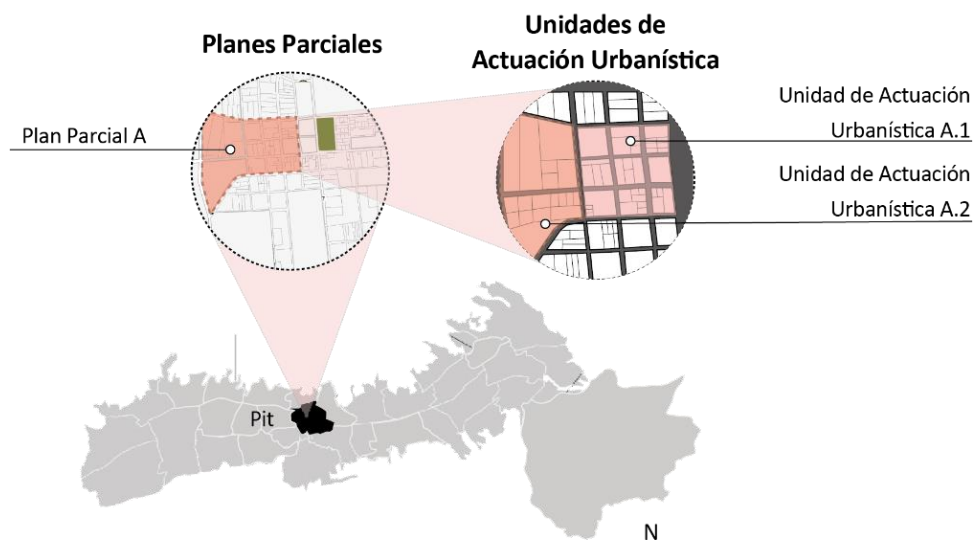 Planes Parciales
Unidades de
Actuación Urbanística
Plan Parcial A
Unidad de Actuación
Urbanística A.1
Unidad de Actuación
Urbanística A.2
Pit
N